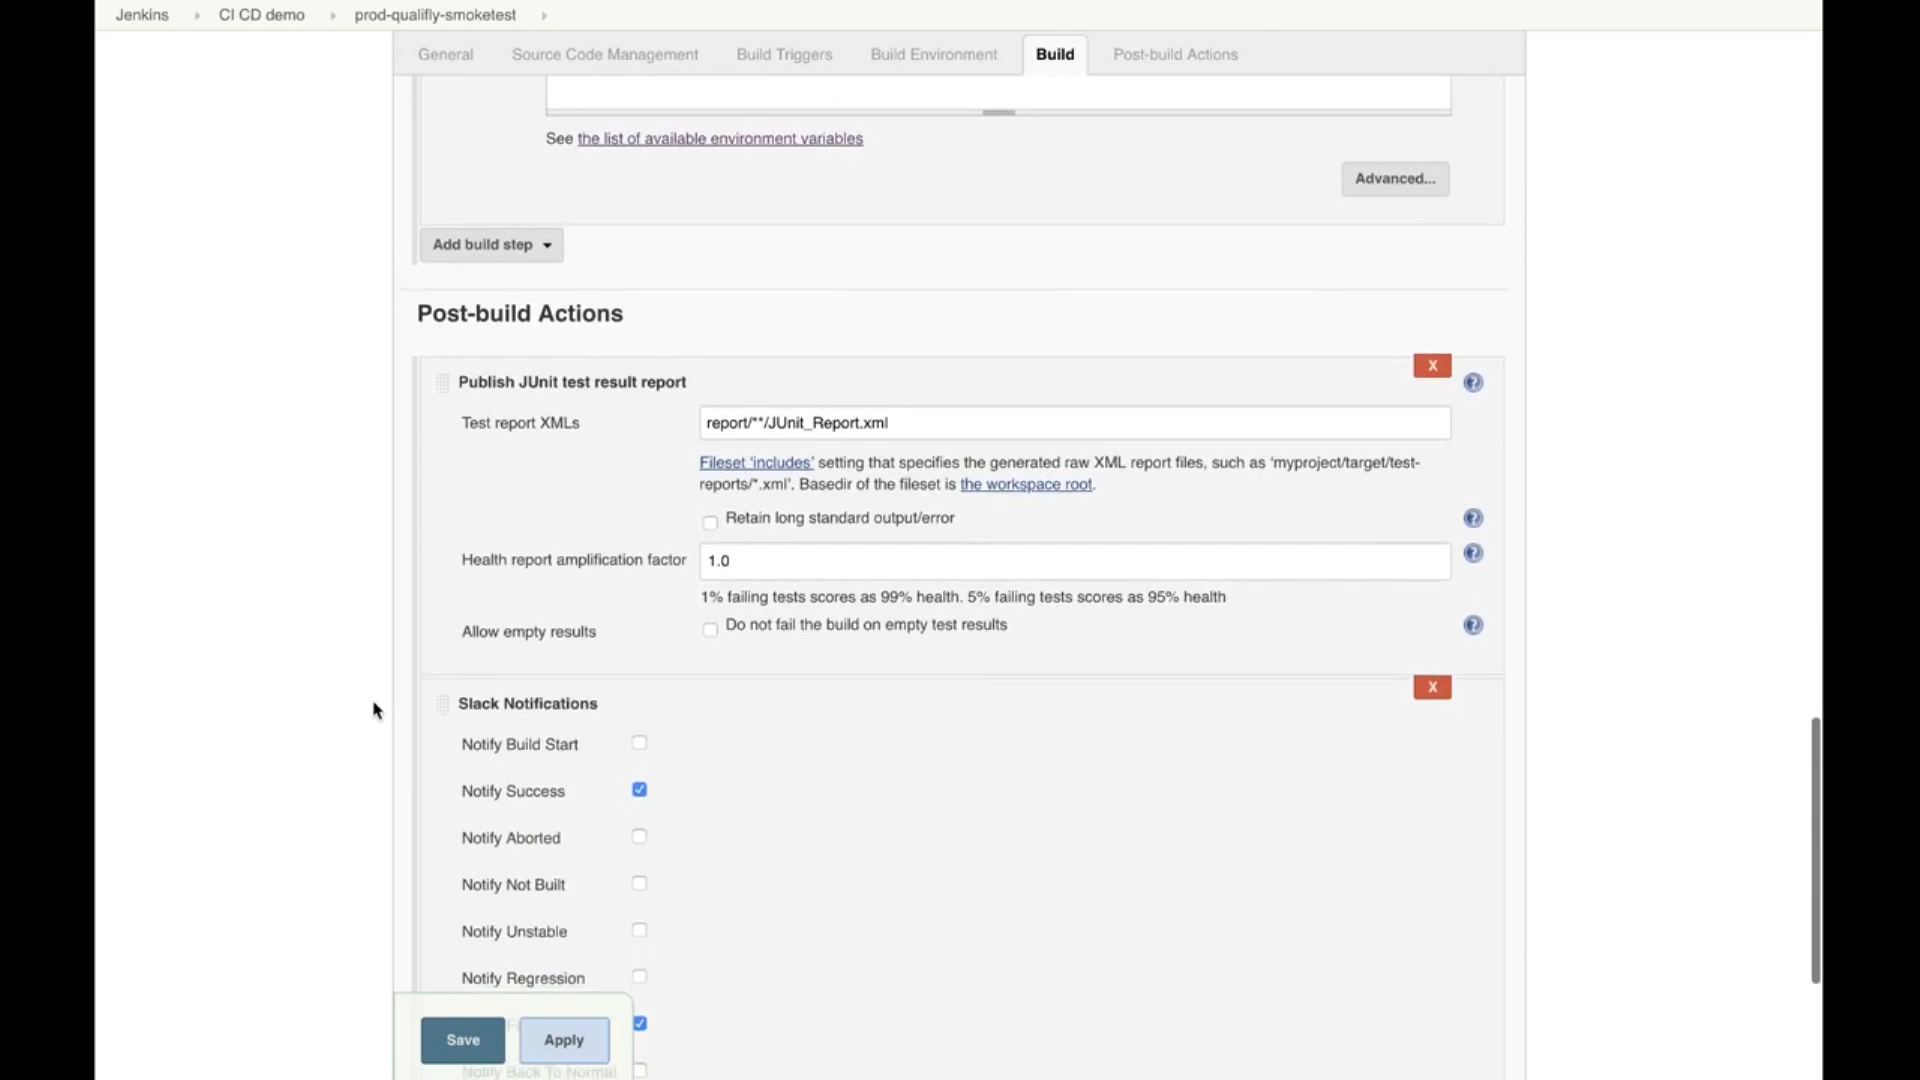 Jenkins CI CD demo prod-qualifly-smoketest
General Source Code Management Build Triggers Build Environment Build Post-build Actions
See the list of available environment variables
Advanced...
Add build step
Post-build Actions
X
Publish JUnit test result report
Test report XMLs report/**/JUnit_Report.xml
Fileset 'includes' setting that specifies the generated raw XML report files, such as 'myproject/target/test-
reports/*.xml'. Basedir of the fileset is the workspace root.
Retain long standard output/error
Health report amplification factor 1.0
1% failing tests scores as 99% health. 5% failing tests scores as 95% health
Allow empty results Do not fail the build on empty test results
X
Slack Notifications
Notify Build Start
Notify Success
Notify Aborted
Notify Not Built
Notify Unstable
Notify Regression
Save Apply
Notify Back To Normal